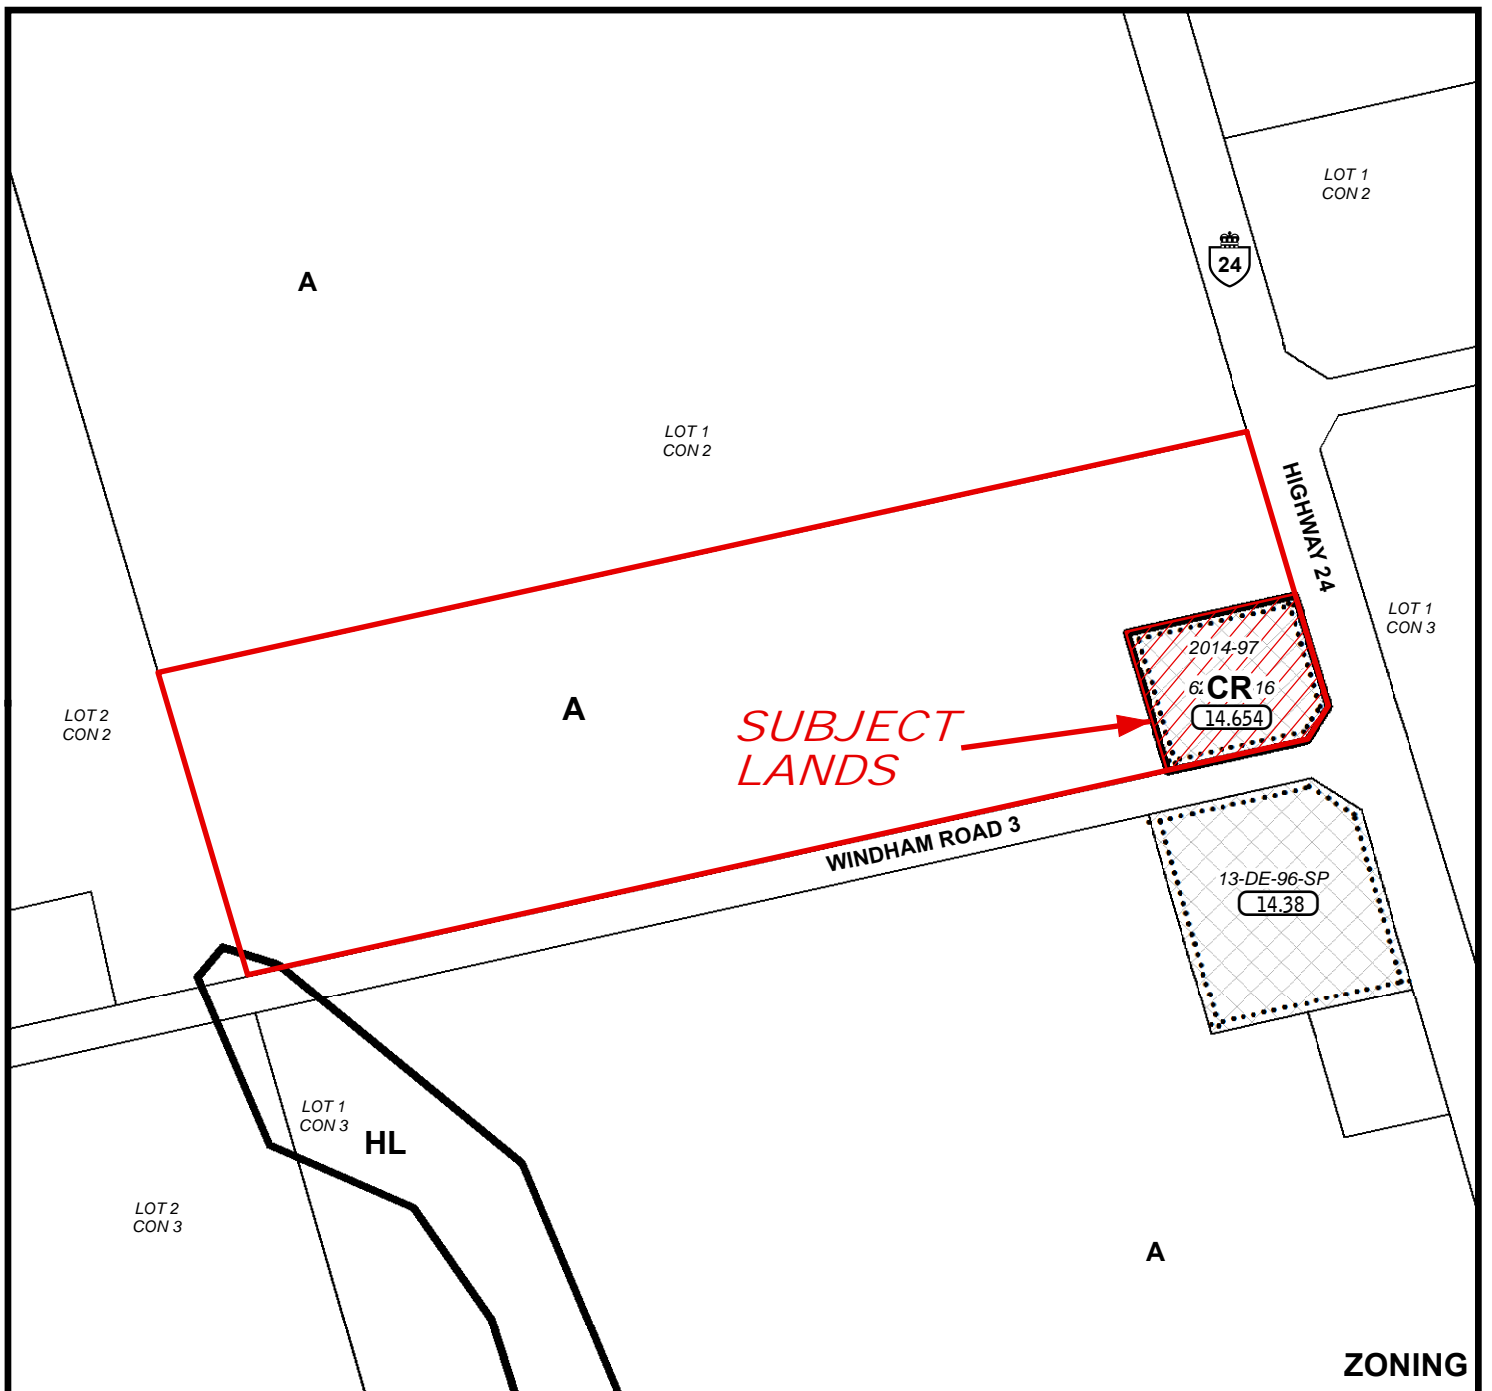 LOT 1
CON 2
24
A
LOT 1
CON 2
HIGHWAY 24
LOT 1
CON 3
2014-97
CR 16
14.654
A
SUBJECT
LANDS
LOT 2
CON 2
WINDHAM ROAD 3
13-DE-96-SP
14.38
LOT 1
CON 3
HL
LOT 2
CON 3
A
ZONING